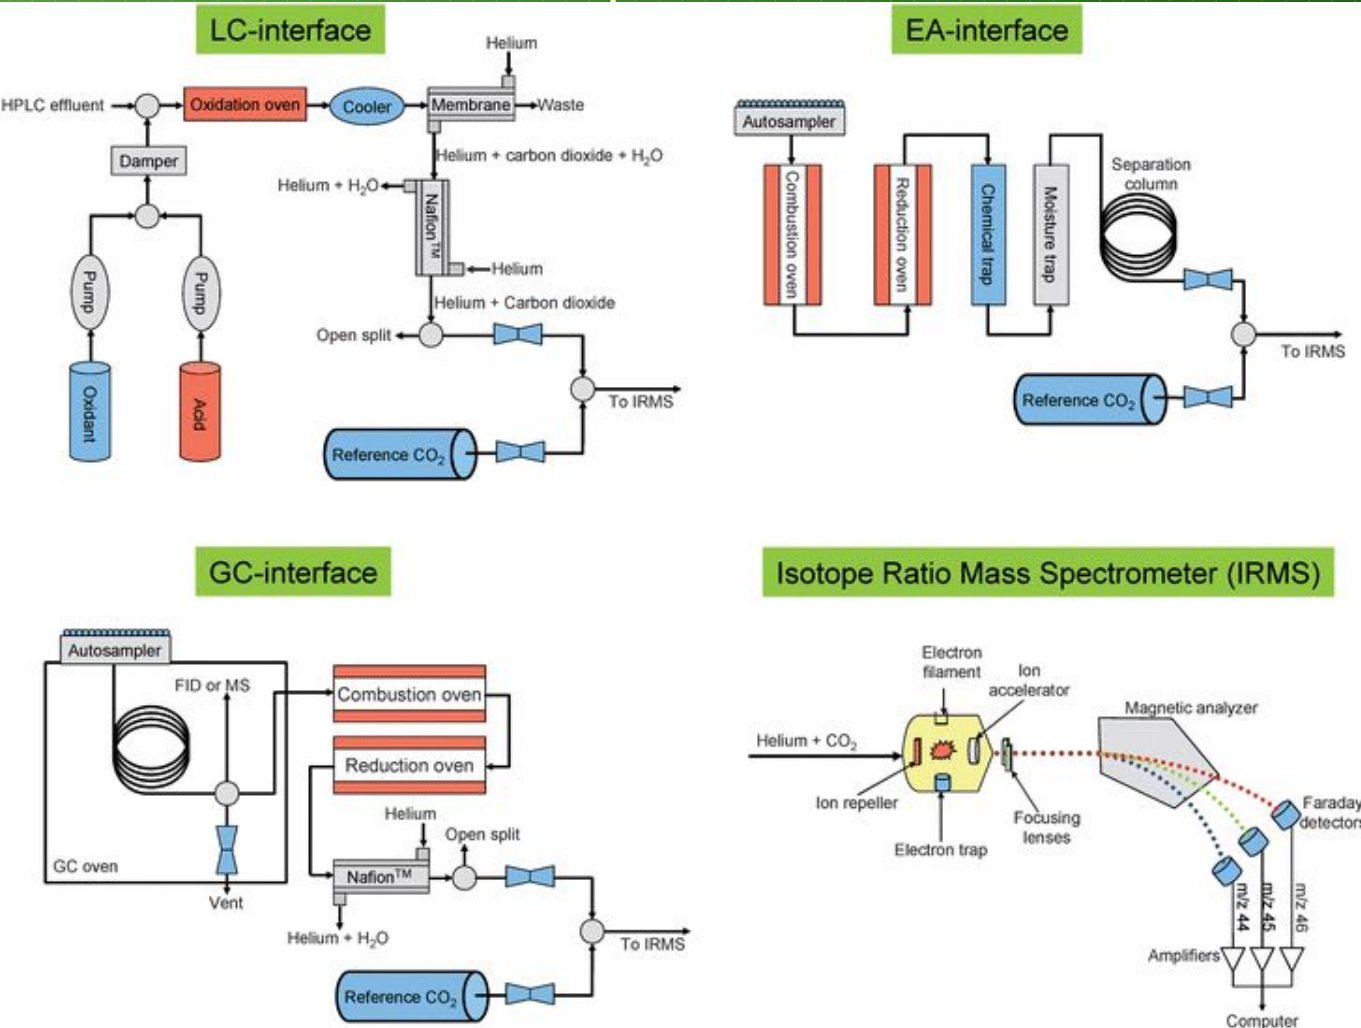 LC-interface
Helium
HPLC effluent
Oxidation oven
Cooler
Membrane
Waste
Damper
Helium + carbon dioxide + H₂O
Helium + H₂O
Nafion™
Helium
Pump
Pump
Helium + Carbon dioxide
Open split
Oxidant
Acid
To IRMS
Reference CO₂
EA-interface
Autosampler
Combustion oven
Reduction oven
Chemical trap
Moisture trap
Separation
column
To IRMS
Reference CO₂
GC-interface
Autosampler
FID or MS
Combustion oven
Reduction oven
Helium
Open split
GC oven
Nafion™
Vent
Helium + H₂O
To IRMS
Reference CO₂
Isotope Ratio Mass Spectrometer (IRMS)
Electron
filament
Ion
accelerator
Magnetic analyzer
Helium + CO₂
Ion repeller
Focusing
lenses
Electron trap
Faraday
detectors
m/z 44
m/z 45
m/z 46
Amplifiers
Computer